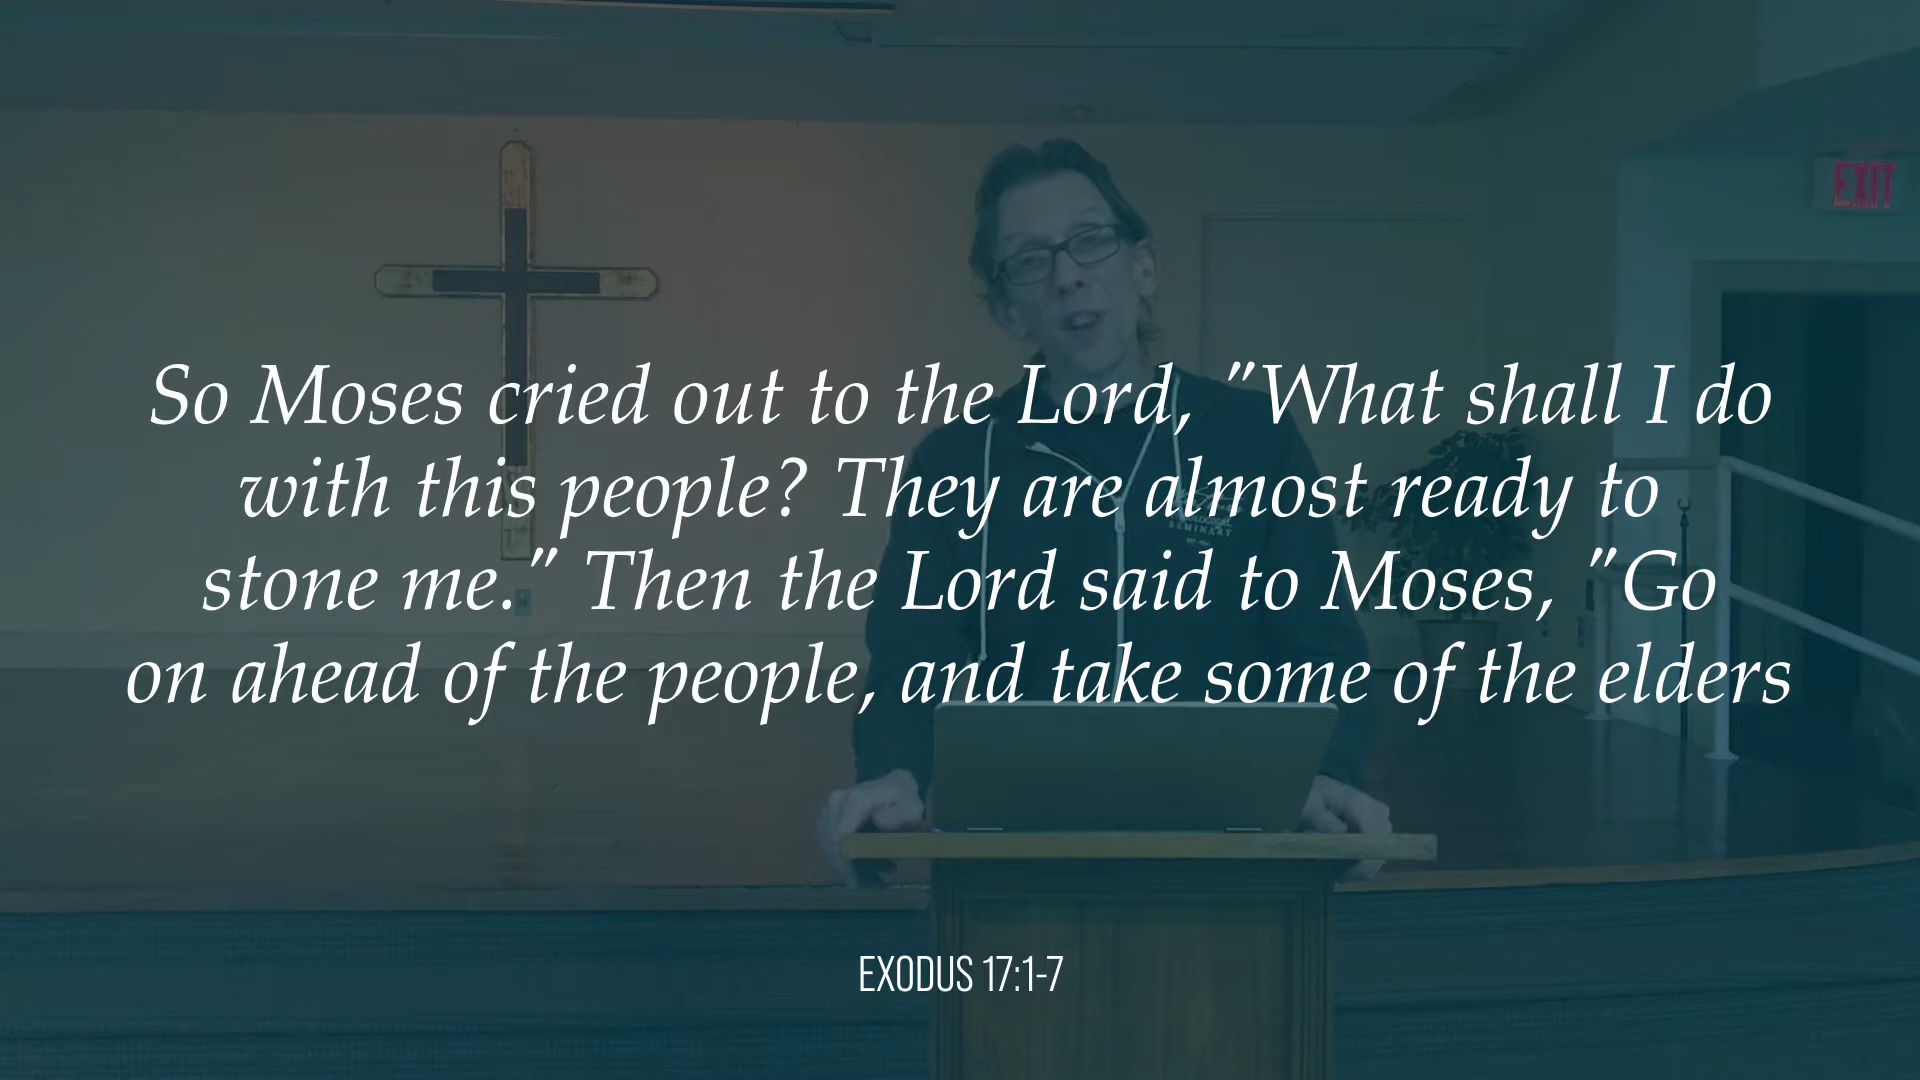 EXIT
So Moses cried out to the Lord, "What shall I do
with this people? They are almost ready to
stone me." Then the Lord said to Moses, "Go
on ahead of the people, and take some of the elders
SEMINARY
EXODUS 17:1-7